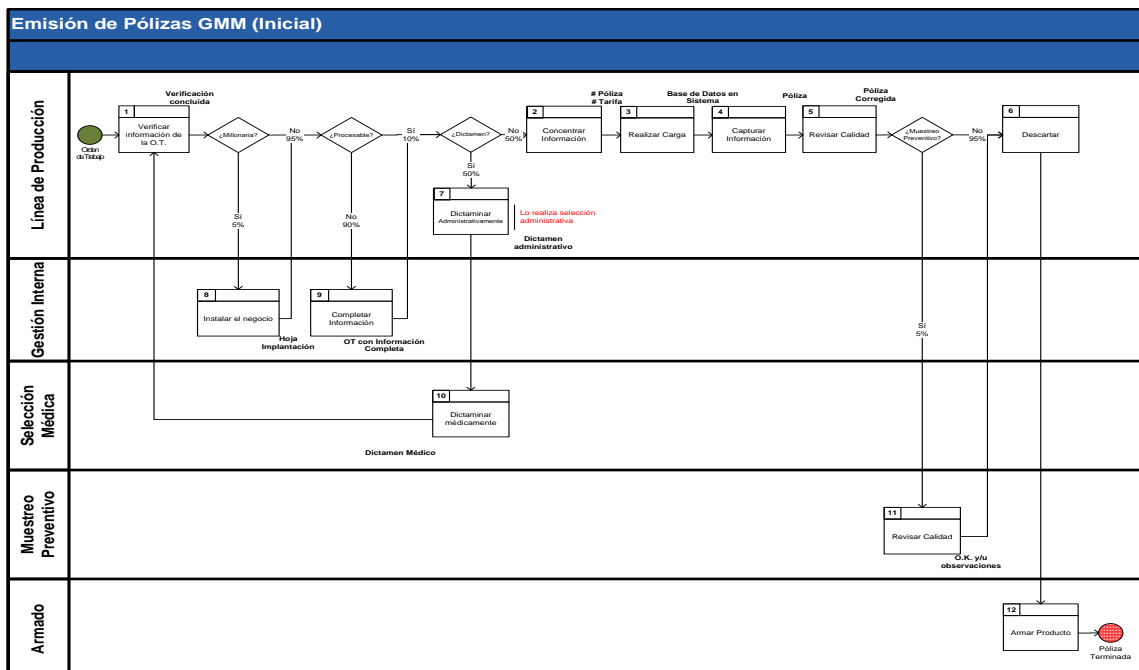 Emisión de Pólizas GMM (Inicial)
Línea de Producción
Orden
de Trabajo
1
Verificar
información de
la O.T.
Verificación
concluída
¿Millonaria?
No
95%
Sí
5%
¿Procesable?
Sí
10%
No
90%
¿Dictamen?
No
50%
Sí
50%
2
Concentrar
Información
# Póliza
# Tarifa
3
Realizar Carga
Base de Datos en
Sistema
4
Capturar
Información
Póliza
5
Revisar Calidad
Póliza
Corregida
¿Muestreo
Preventivo?
No
95%
Sí
5%
6
Descartar
7
Dictaminar
Administrativamente
Lo realiza selección
administrativa
Dictamen
administrativo
Gestión Interna
8
Instalar el negocio
Hoja
Implantación
9
Completar
Información
OT con Información
Completa
Selección
Médica
10
Dictaminar
médicamente
Dictamen Médico
Muestreo
Preventivo
11
Revisar Calidad
O.K. y/u
observaciones
Armado
12
Armar Producto
Póliza
Terminada